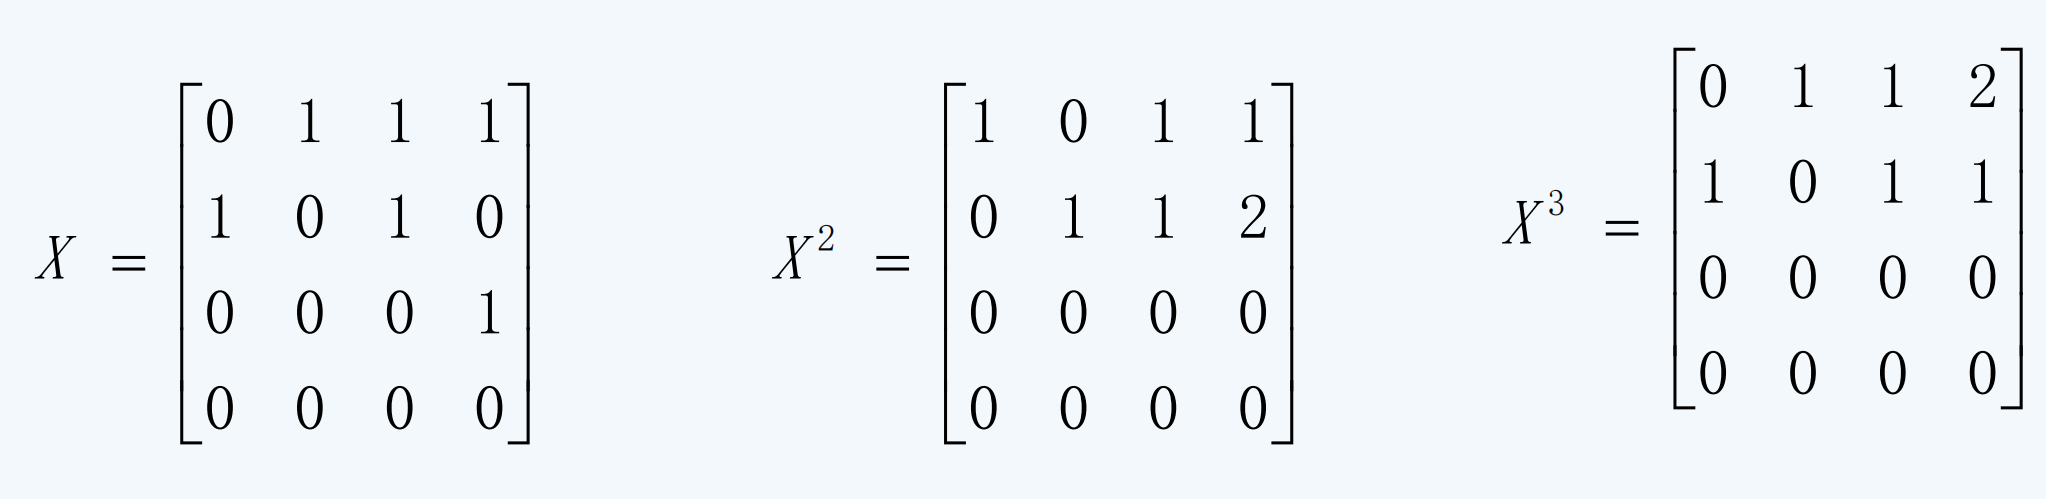 X = [0 1 1 1
1 0 1 0
0 0 0 1
0 0 0 0]
X² = [1 0 1 1
0 1 1 2
0 0 0 0
0 0 0 0]
X³ = [0 1 1 2
1 0 1 1
0 0 0 0
0 0 0 0]